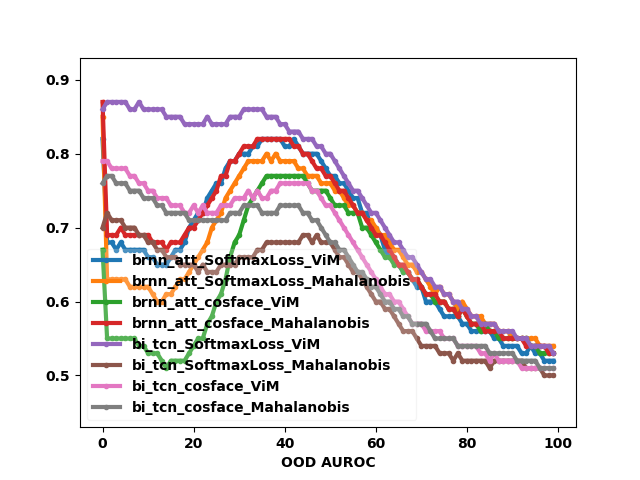 0.9
0.8
0.7
0.6
0.5
brnn_att_SoftmaxLoss_ViM
brnn_att_SoftmaxLoss_Mahalanobis
brnn_att_cosface_ViM
brnn_att_cosface_Mahalanobis
bi_tcn_SoftmaxLoss_ViM
bi_tcn_SoftmaxLoss_Mahalanobis
bi_tcn_cosface_ViM
bi_tcn_cosface_Mahalanobis
0 20 40 60 80 100
OOD AUROC